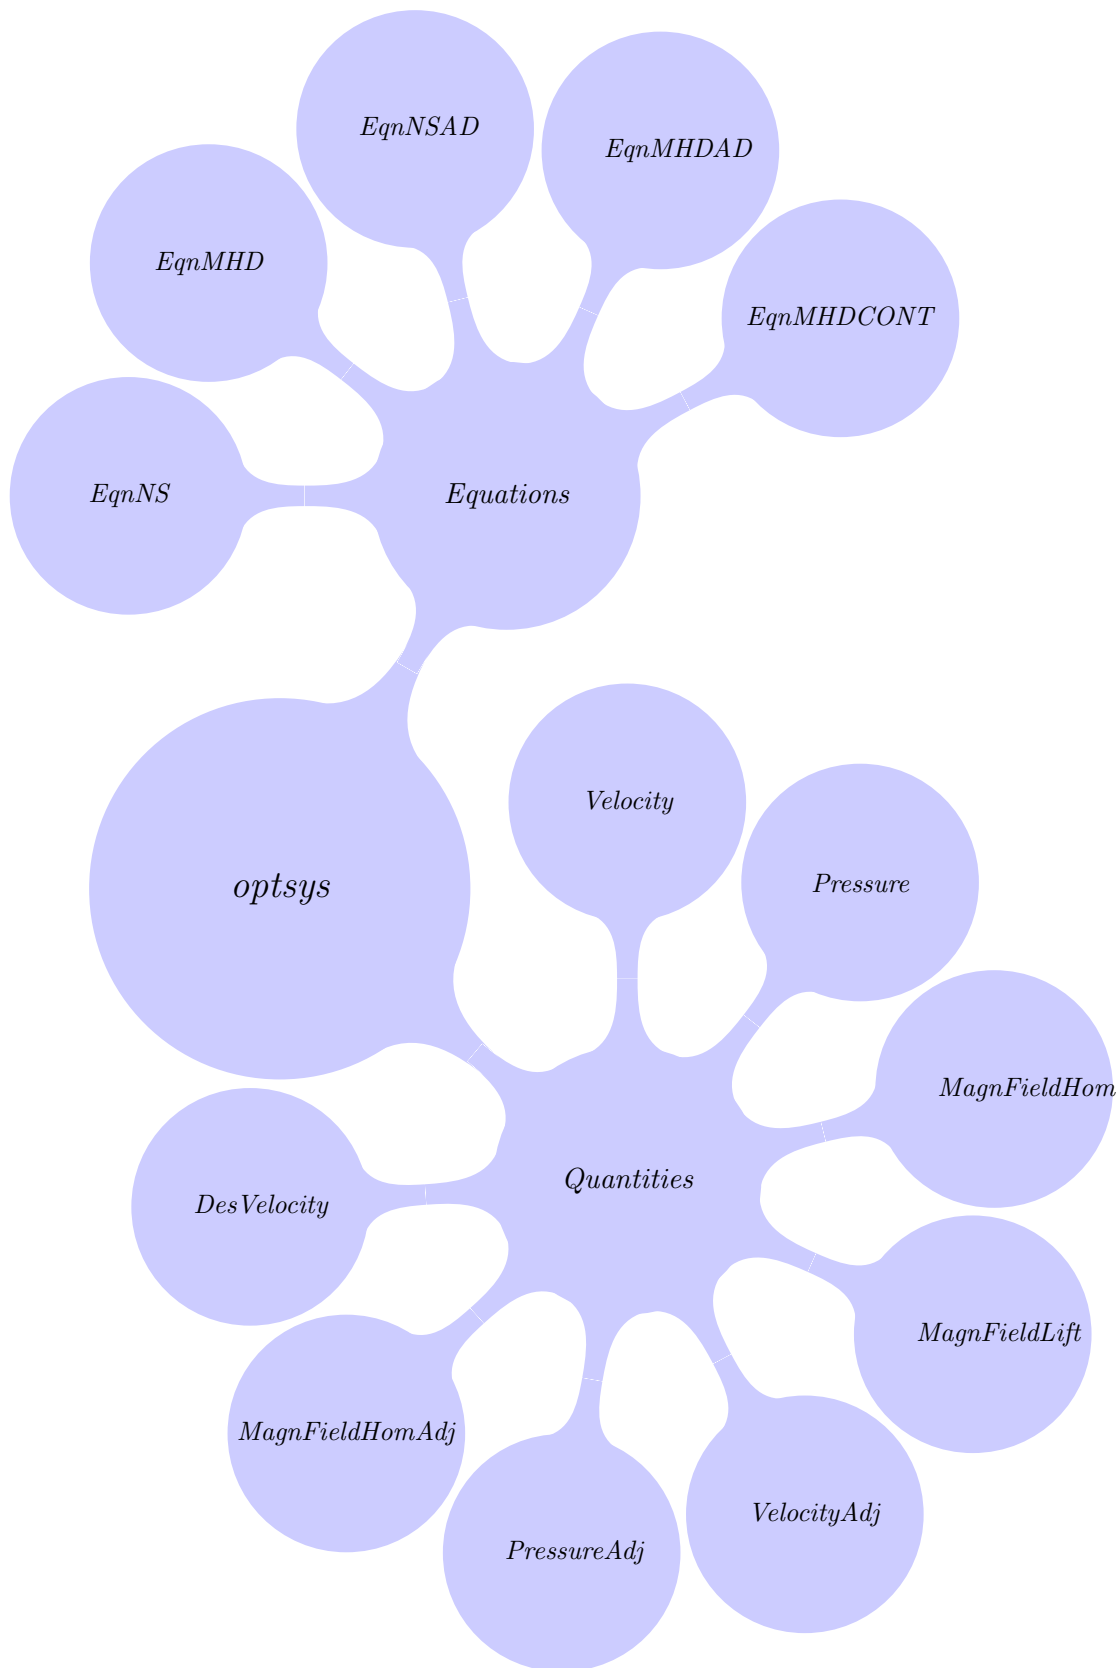 EqnNSAD
EqnMHDAD
EqnMHD
EqnMHDCONT
EqnNS
Equations
Velocity
Pressure
optsys
MagnFieldHom
Quantities
DesVelocity
MagnFieldLift
MagnFieldHomAdj
VelocityAdj
PressureAdj